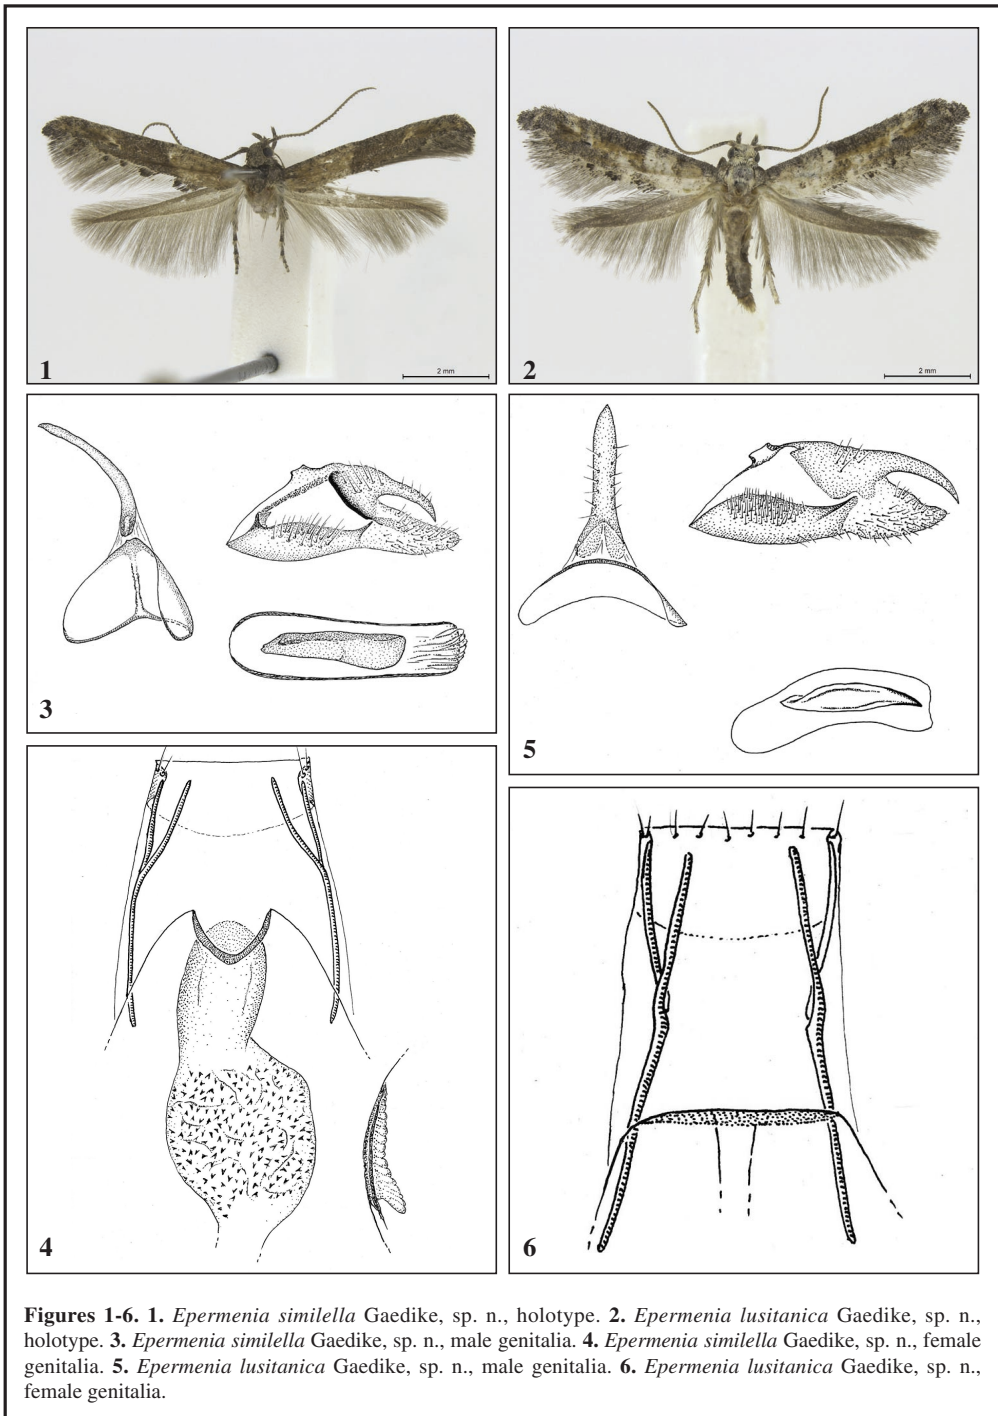 1
2 mm
2
2 mm
3
5
4
6
Figures 1-6. 1. Epermenia similella Gaedike, sp. n., holotype. 2. Epermenia lusitanica Gaedike, sp. n.,
holotype. 3. Epermenia similella Gaedike, sp. n., male genitalia. 4. Epermenia similella Gaedike, sp. n., female
genitalia. 5. Epermenia lusitanica Gaedike, sp. n., male genitalia. 6. Epermenia lusitanica Gaedike, sp. n.,
female genitalia.